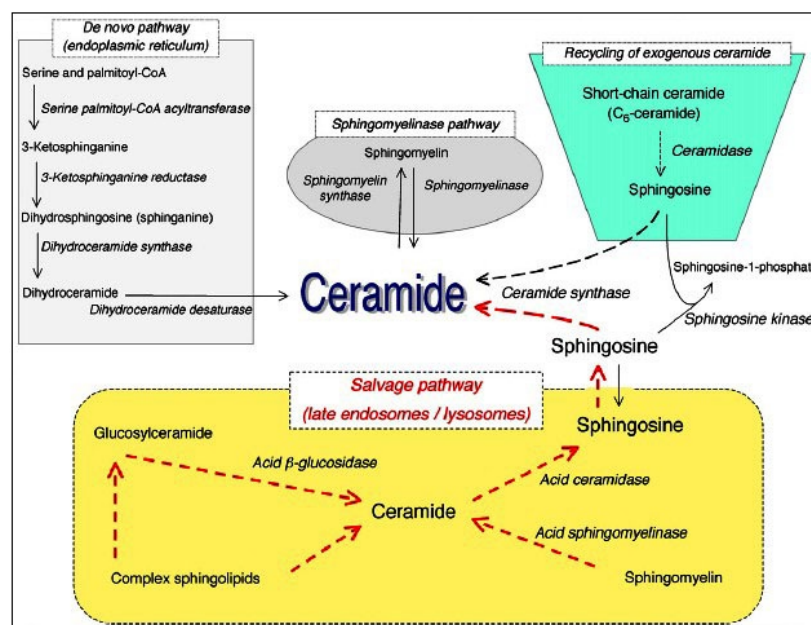 De novo pathway
(endoplasmic reticulum)
Serine and palmitoyl-CoA
Serine palmitoyl-CoA acyltransferase
3-Ketosphinganine
3-Ketosphinganine reductase
Dihydrosphingosine (sphinganine)
Dihydroceramide synthase
Dihydroceramide
Dihydroceramide desaturase
Sphingomyelinase pathway
Sphingomyelin
Sphingomyelin
synthase
Sphingomyelinase
Recycling of exogenous ceramide
Short-chain ceramide
(C6-ceramide)
Ceramidase
Sphingosine
Sphingosine-1-phosphat
Ceramide
Ceramide synthase
Sphingosine kinase
Sphingosine
Salvage pathway
(late endosomes / lysosomes)
Sphingosine
Glucosylceramide
Acid β-glucosidase
Acid ceramidase
Ceramide
Acid sphingomyelinase
Complex sphingolipids
Sphingomyelin